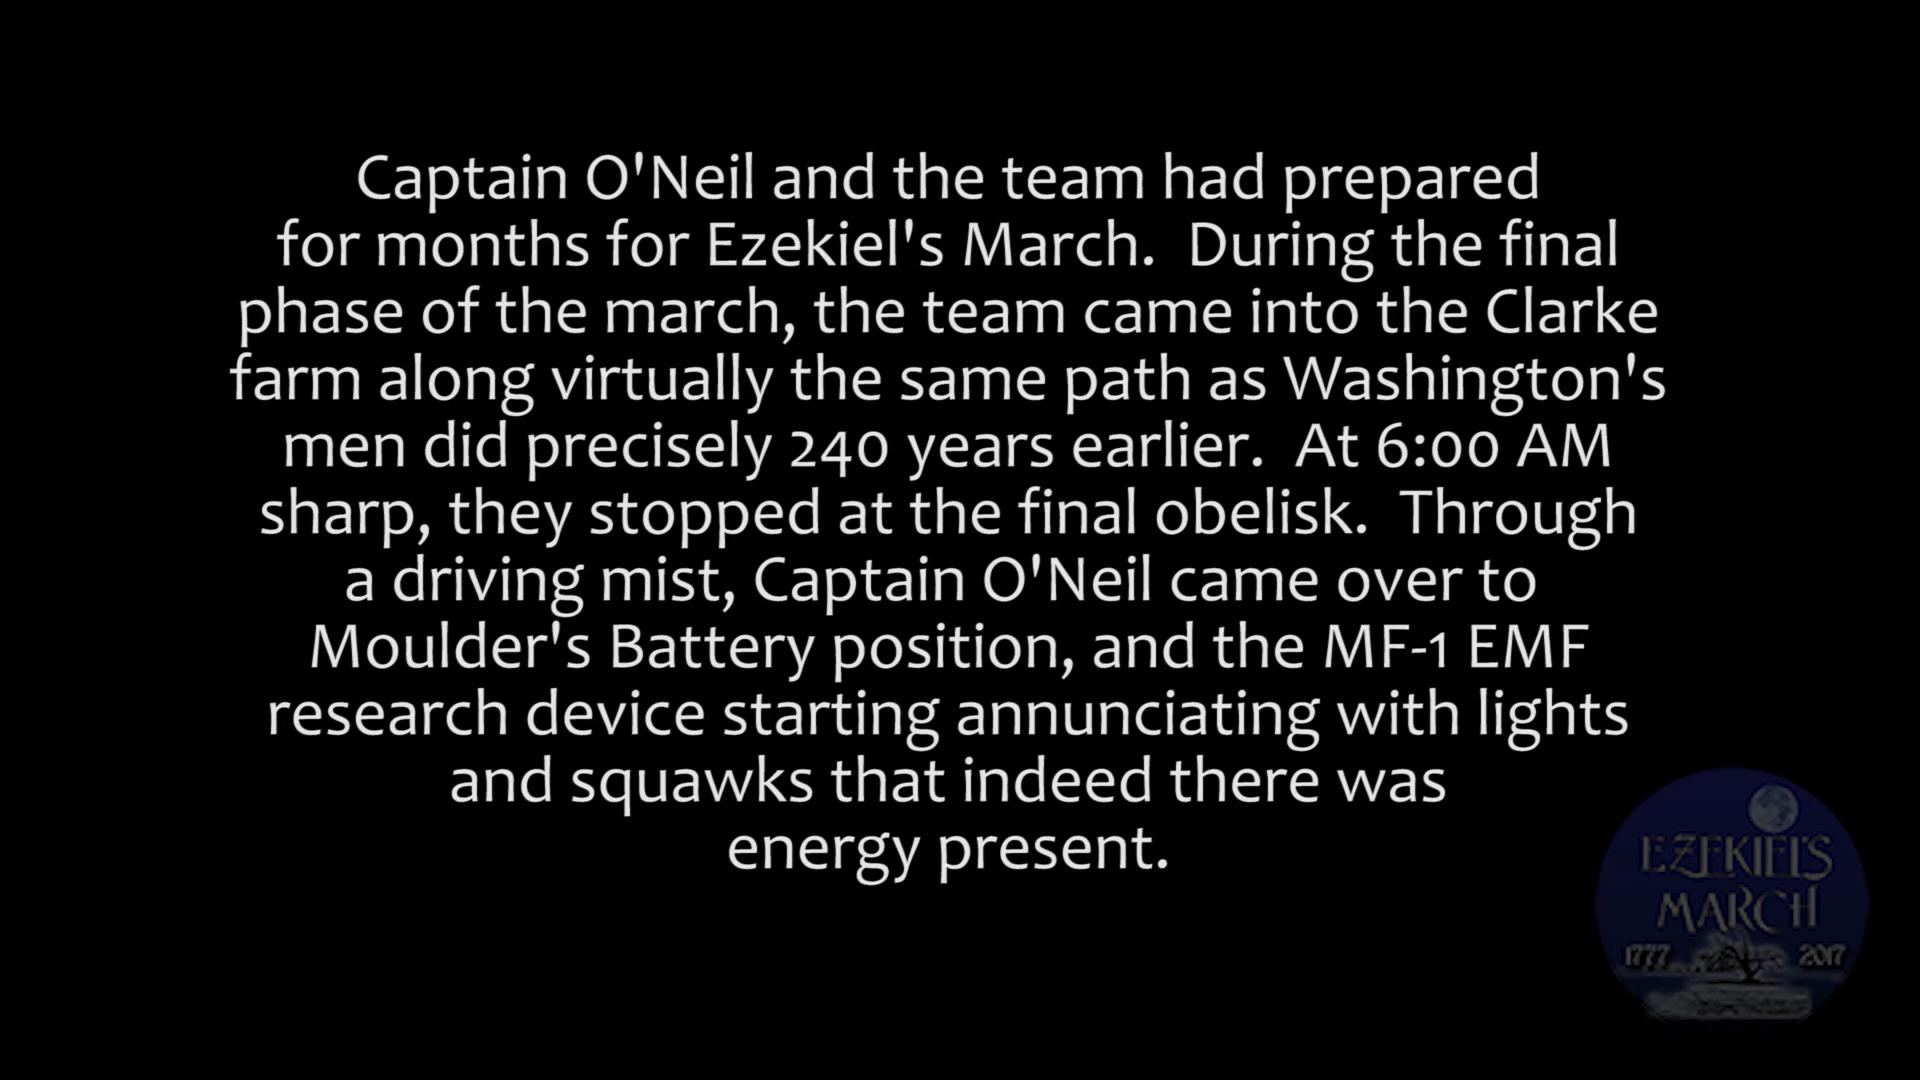 Captain O'Neil and the team had prepared
for months for Ezekiel's March.  During the final
phase of the march, the team came into the Clarke
farm along virtually the same path as Washington's
men did precisely 240 years earlier.  At 6:00 AM
sharp, they stopped at the final obelisk.  Through
a driving mist, Captain O'Neil came over to
Moulder's Battery position, and the MF-1 EMF
research device starting annunciating with lights
and squawks that indeed there was
energy present.
EZEKIEL'S
MARCH
1777 2017